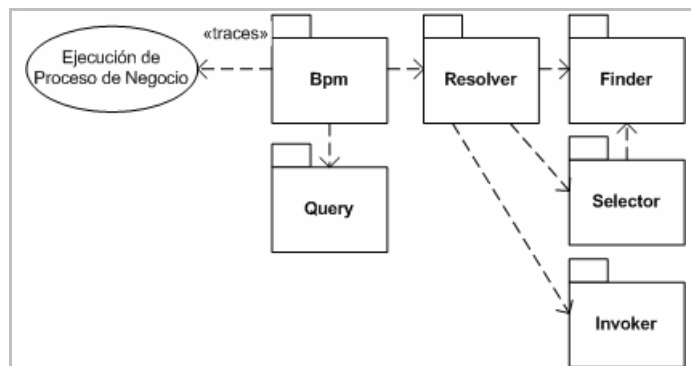 «traces»
Ejecución de
Proceso de Negocio
Bpm
Resolver
Finder
Query
Selector
Invoker